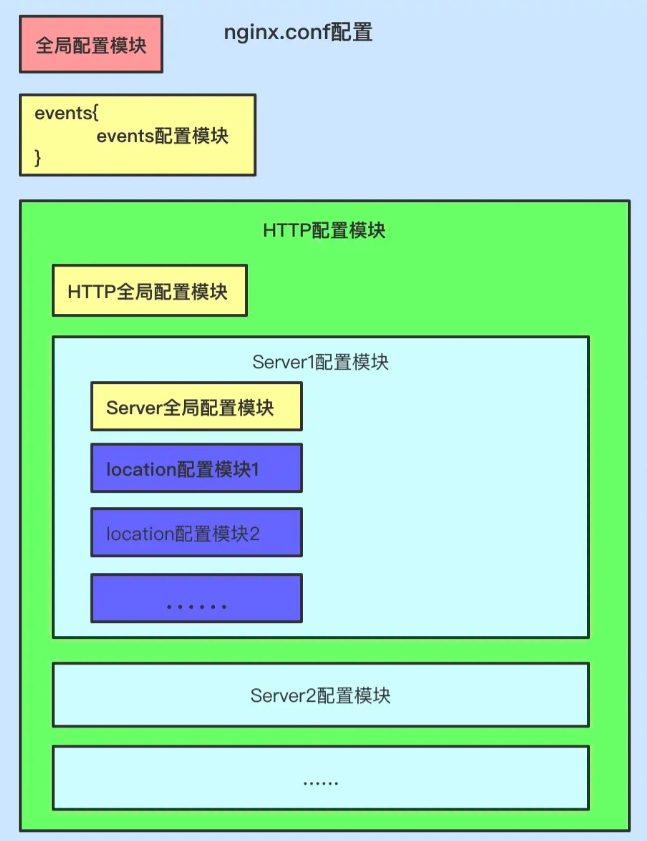 nginx.conf配置
全局配置模块
events{
events配置模块
}
HTTP配置模块
HTTP全局配置模块
Server1配置模块
Server全局配置模块
location配置模块1
location配置模块2
......
Server2配置模块
......